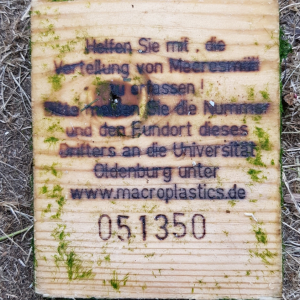 Helfen Sie mit, die
Verteilung von Meeresmüll
zu erfassen!
Bitte melden Sie die Nummer
und den Fundort dieses
Drifters an die Universität
Oldenburg unter
www.macroplastics.de
051350